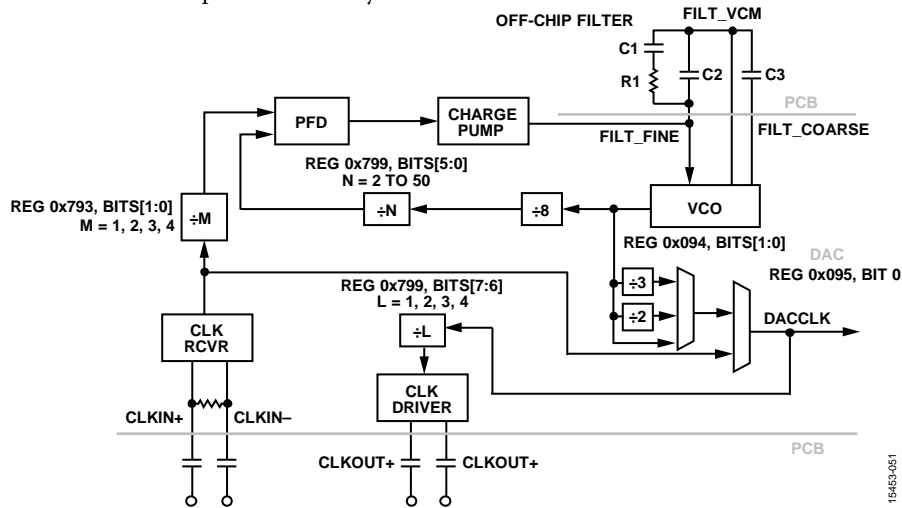 OFF-CHIP FILTER
FILT_VCM
C1
R1
C2
C3
PCB
PFD
CHARGE
PUMP
FILT_FINE
FILT_COARSE
REG 0x799, BITS[5:0]
N = 2 TO 50
REG 0x793, BITS[1:0]
M = 1, 2, 3, 4
÷M
÷N
÷8
VCO
REG 0x094, BITS[1:0]
DAC
REG 0x095, BIT 0
REG 0x799, BITS[7:6]
L = 1, 2, 3, 4
÷3
÷2
DACCLK
CLK
RCVR
÷L
CLK
DRIVER
CLKIN+
CLKIN–
PCB
CLKOUT+
CLKOUT+
15453-051